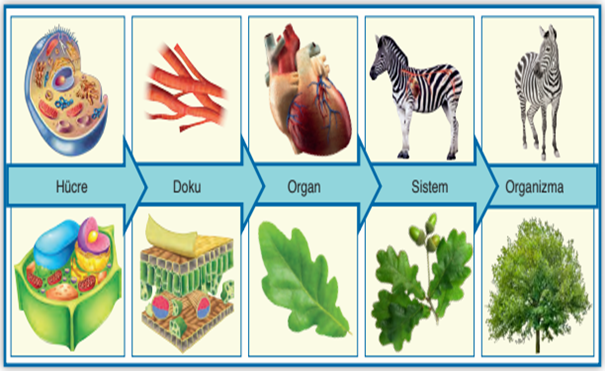 Hücre
Doku
Organ
Sistem
Organizma